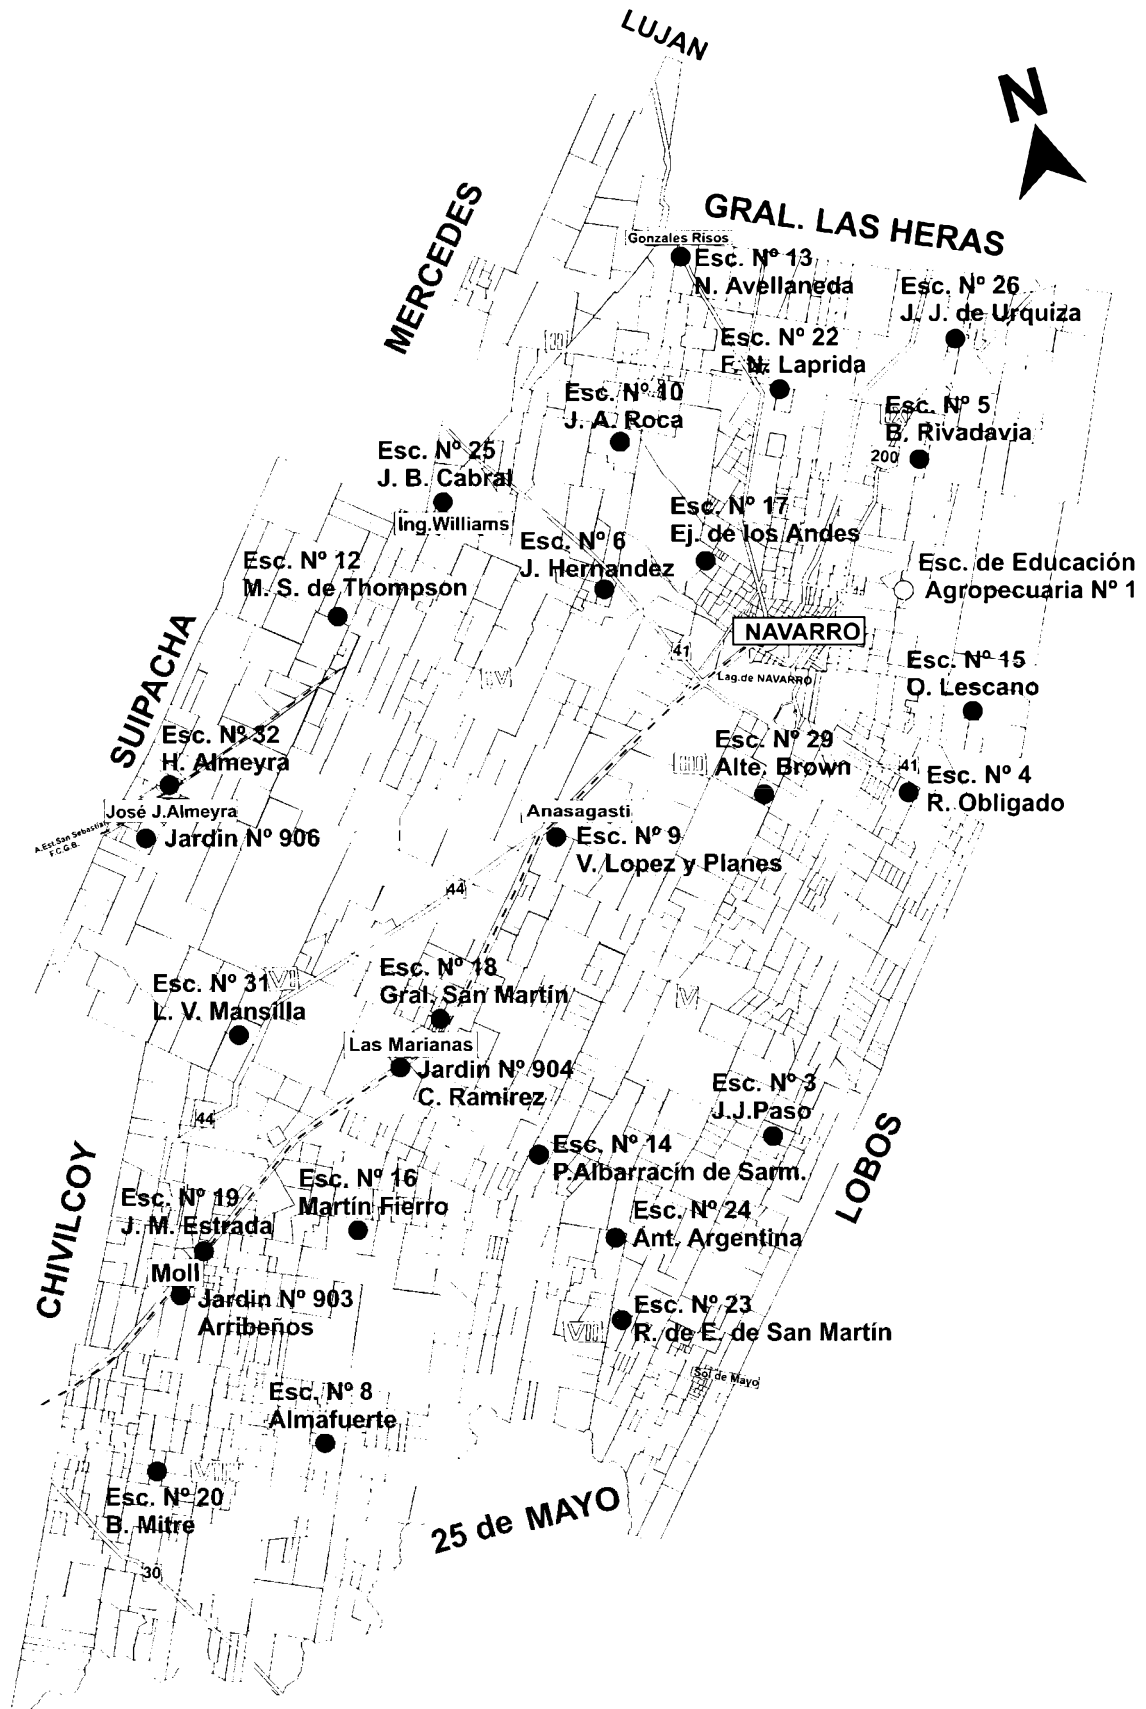 LUJAN
N
MERCEDES
GRAL. LAS HERAS
Gonzales Risos
Esc. Nº 13
N. Avellaneda
Esc. Nº 26
J. J. de Urquiza
III
Esc. Nº 22
F. N. Laprida
Esc. Nº 10
J. A. Roca
Esc. Nº 5
B. Rivadavia
200
Esc. Nº 25
J. B. Cabral
Ing.Williams
Esc. Nº 17
Ej. de los Andes
Esc. Nº 6
J. Hernandez
Esc. Nº 12
M. S. de Thompson
Esc. de Educación
Agropecuaria Nº 1
NAVARRO
41
Lag.de NAVARRO
IV
Esc. Nº 15
O. Lescano
SUIPACHA
Esc. Nº 32
H. Almeyra
Esc. Nº 29
Alte. Brown
41
Esc. Nº 4
R. Obligado
José J.Almeyra
A.Est.San Sebastian
F.C.G.B.
Jardin Nº 906
Anasagasti
Esc. Nº 9
V. Lopez y Planes
44
Esc. Nº 18
Gral. San Martín
Esc. Nº 31
L. V. Mansilla
VI
V
Las Marianas
Jardin Nº 904
C. Ramirez
Esc. Nº 3
J.J.Paso
44
LOBOS
Esc. Nº 14
P.Albarracín de Sarm.
CHIVILCOY
Esc. Nº 16
Martín Fierro
Esc. Nº 19
J. M. Estrada
Esc. Nº 24
Ant. Argentina
Moll
Jardin Nº 903
Arribeños
Esc. Nº 23
R. de E. de San Martín
VII
Sol de Mayo
Esc. Nº 8
Almafuerte
VIII
Esc. Nº 20
B. Mitre
25 de MAYO
30